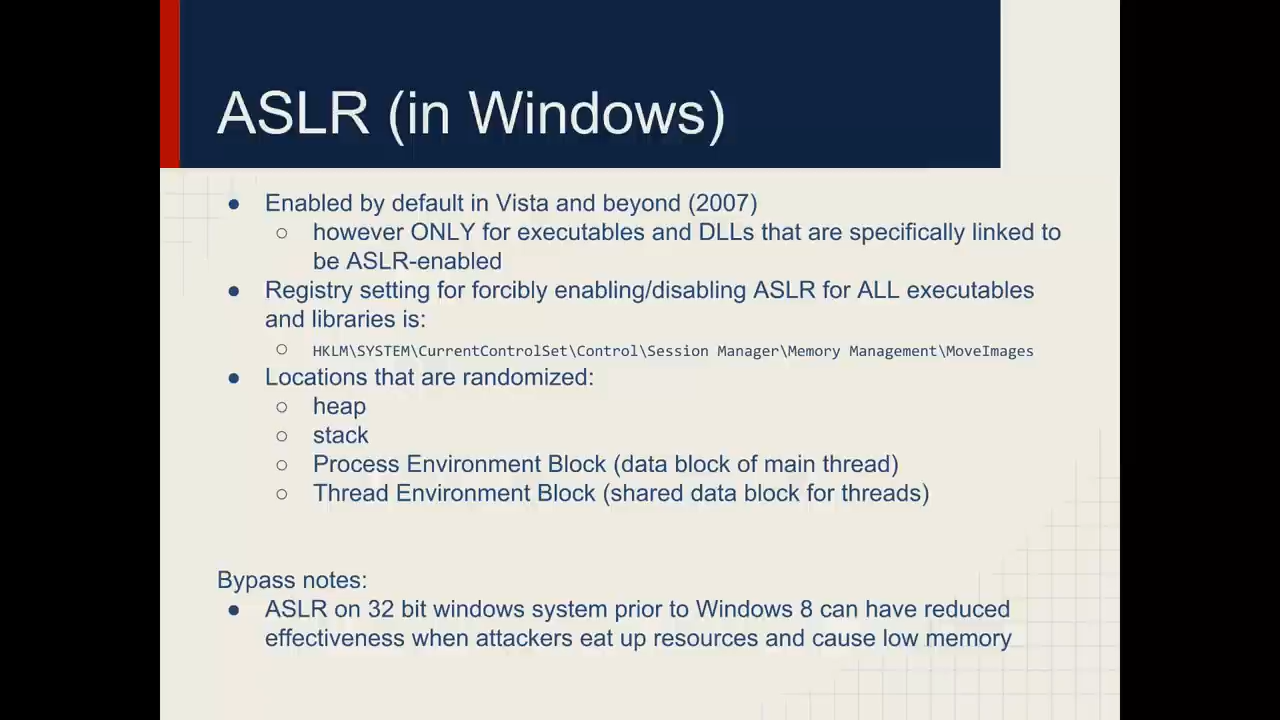 ASLR (in Windows)
● Enabled by default in Vista and beyond (2007)
○ however ONLY for executables and DLLs that are specifically linked to
be ASLR-enabled
● Registry setting for forcibly enabling/disabling ASLR for ALL executables
and libraries is:
○ HKLM\SYSTEM\CurrentControlSet\Control\Session Manager\Memory Management\MoveImages
● Locations that are randomized:
○ heap
○ stack
○ Process Environment Block (data block of main thread)
○ Thread Environment Block (shared data block for threads)
Bypass notes:
● ASLR on 32 bit windows system prior to Windows 8 can have reduced
effectiveness when attackers eat up resources and cause low memory